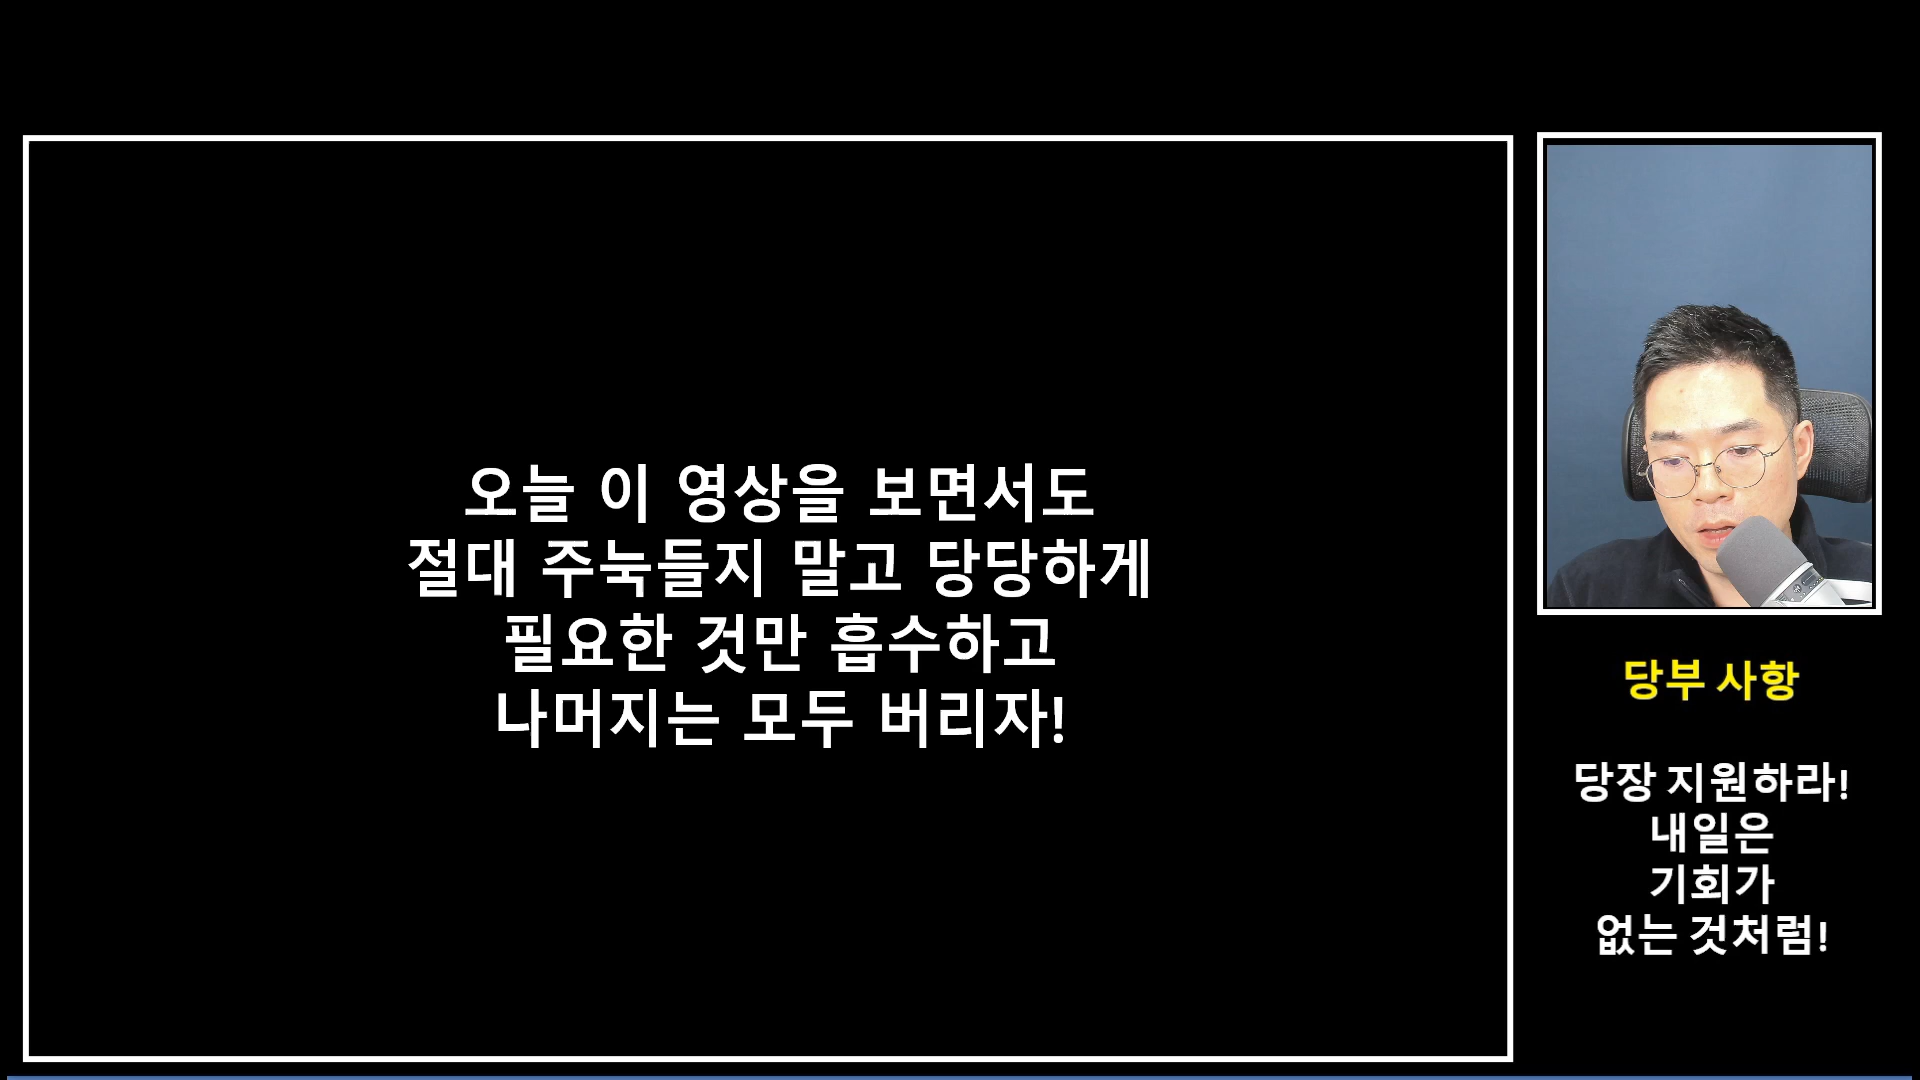 오늘 이 영상을 보면서도
절대 주눅들지 말고 당당하게
필요한 것만 흡수하고
나머지는 모두 버리자!
당부 사항
당장 지원하라!
내일은
기회가
없는 것처럼!